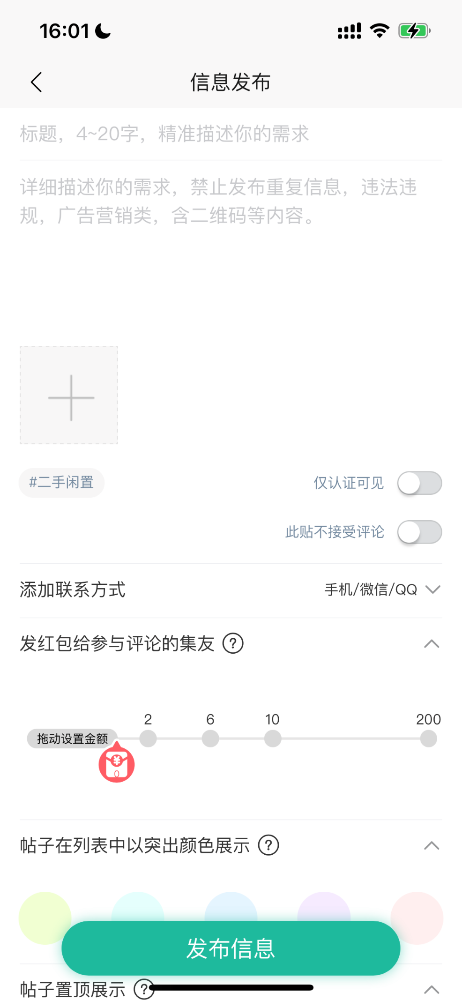 16:01
信息发布
标题，4~20字，精准描述你的需求
详细描述你的需求，禁止发布重复信息，违法违
规，广告营销类，含二维码等内容。
#二手闲置
仅认证可见
此贴不接受评论
添加联系方式
手机/微信/QQ
发红包给参与评论的集友 ?
2 6 10 200
拖动设置金额
¥
0
帖子在列表中以突出颜色展示 ?
发布信息
帖子置顶展示 ?